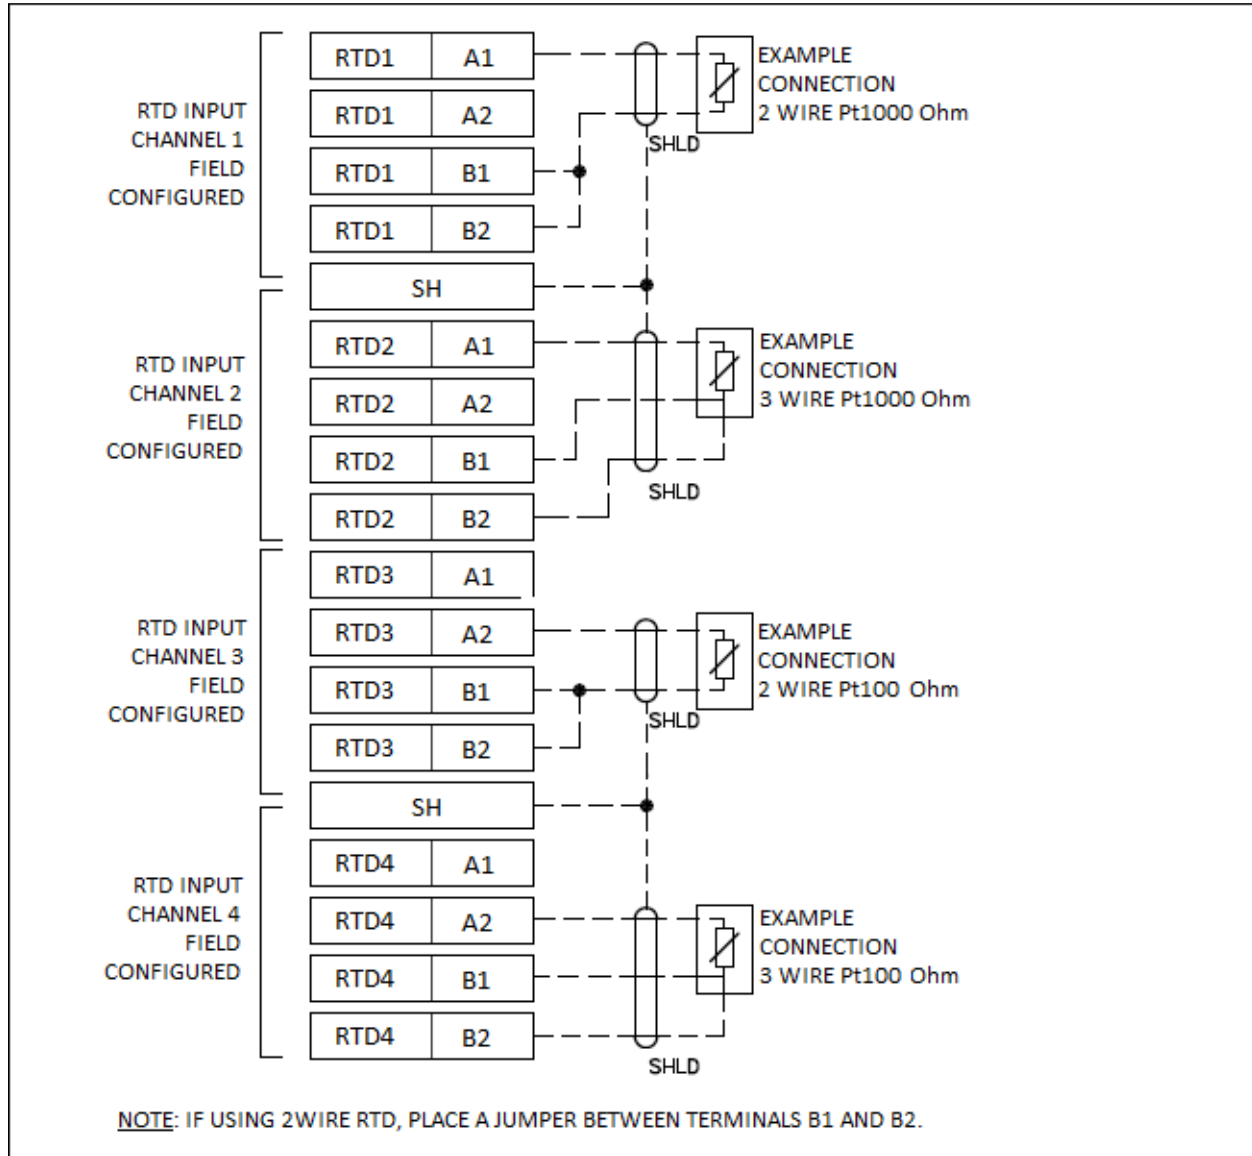 RTD1 A1
EXAMPLE
CONNECTION
2 WIRE Pt1000 Ohm
RTD INPUT
CHANNEL 1
FIELD
CONFIGURED
RTD1 A2
SHLD
RTD1 B1
RTD1 B2
SH
RTD2 A1
EXAMPLE
CONNECTION
3 WIRE Pt1000 Ohm
RTD INPUT
CHANNEL 2
FIELD
CONFIGURED
RTD2 A2
RTD2 B1
SHLD
RTD2 B2
RTD3 A1
RTD INPUT
CHANNEL 3
FIELD
CONFIGURED
RTD3 A2
EXAMPLE
CONNECTION
2 WIRE Pt100 Ohm
RTD3 B1
SHLD
RTD3 B2
SH
RTD4 A1
RTD INPUT
CHANNEL 4
FIELD
CONFIGURED
RTD4 A2
EXAMPLE
CONNECTION
3 WIRE Pt100 Ohm
RTD4 B1
RTD4 B2
SHLD
NOTE: IF USING 2WIRE RTD, PLACE A JUMPER BETWEEN TERMINALS B1 AND B2.